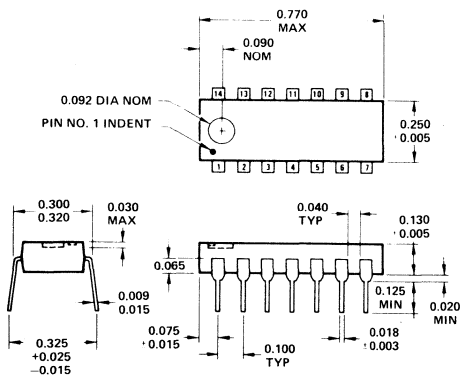 0.770
MAX
0.090
NOM
14 13 12 11 10 9 8
0.092 DIA NOM
PIN NO. 1 INDENT
0.250
±0.005
1 2 3 4 5 6 7
0.300
0.320
0.030
MAX
0.040
TYP
0.130
±0.005
0.065
0.125
MIN
0.020
MIN
0.009
0.015
0.075
±0.015
0.018
±0.003
0.325
+0.025
–0.015
0.100
TYP